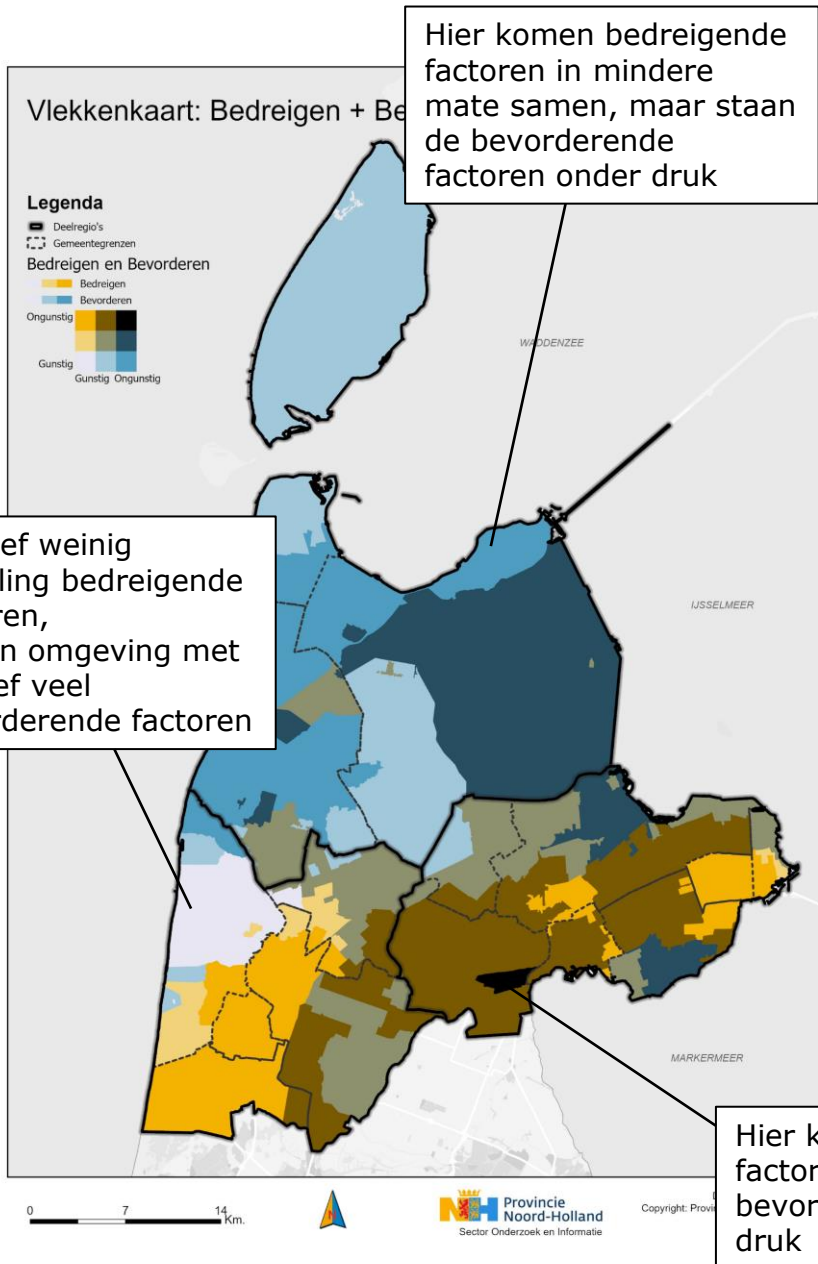 Hier komen bedreigende
factoren in mindere
mate samen, maar staan
de bevorderende
factoren onder druk
Vlekkenkaart: Bedreigen + Be
Legenda
Deelregio's
Gemeentegrenzen
Bedreigen en Bevorderen
Bedreigen
Bevorderen
Ongunstig
Gunstig
Gunstig Ongunstig
WADDENZEE
IJSSELMEER
ef weinig
ling bedreigende
ren,
n omgeving met
ef veel
rderende factoren
MARKERMEER
Hier k
factor
bevor
druk
0 7 14 Km.
N
NH Provincie
Noord-Holland
Sector Onderzoek en Informatie
Copyright: Provin